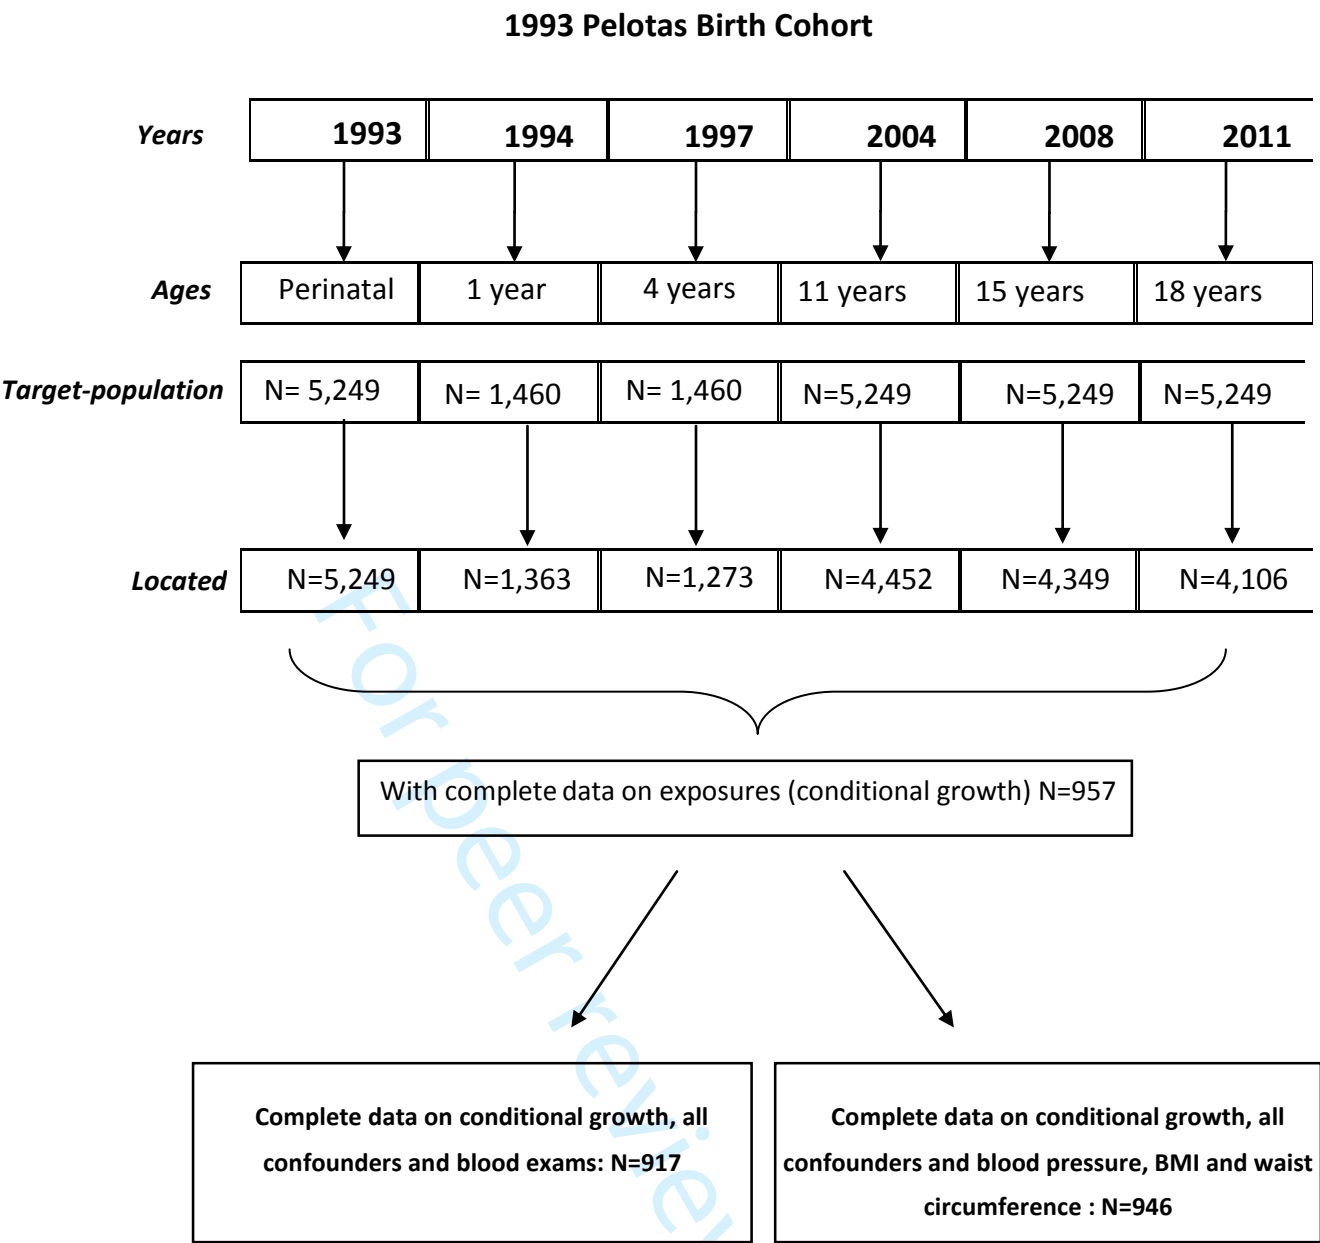 1993 Pelotas Birth Cohort
Years 1993 1994 1997 2004 2008 2011
Ages Perinatal 1 year 4 years 11 years 15 years 18 years
Target-population N= 5,249 N= 1,460 N= 1,460 N=5,249 N=5,249 N=5,249
Located N=5,249 N=1,363 N=1,273 N=4,452 N=4,349 N=4,106
With complete data on exposures (conditional growth) N=957
Complete data on conditional growth, all
confounders and blood exams: N=917
Complete data on conditional growth, all
confounders and blood pressure, BMI and waist
circumference : N=946
For peer review